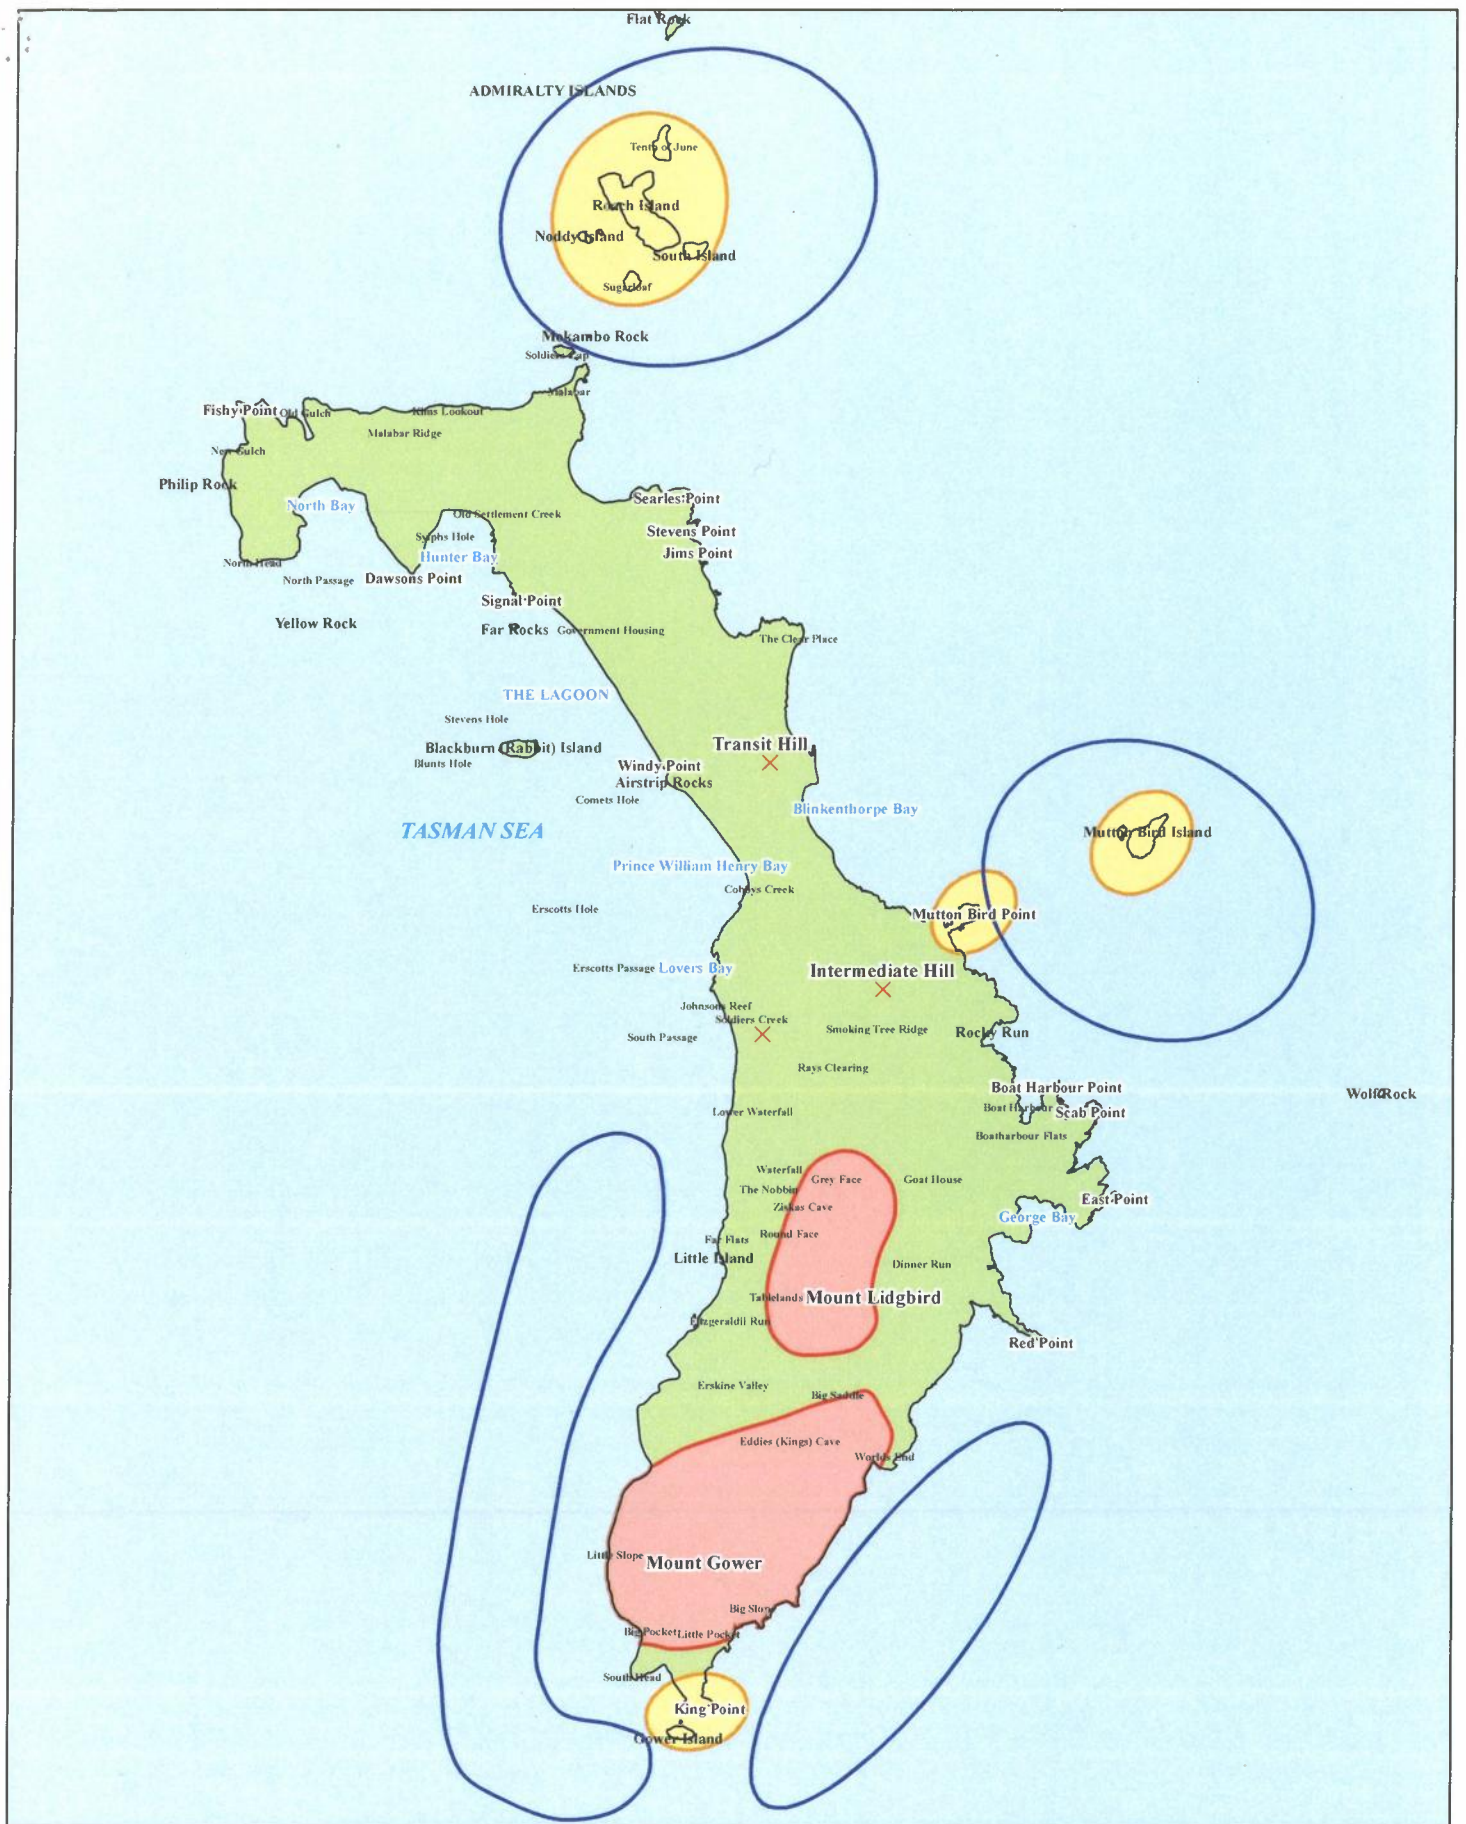 Flat Rock
ADMIRALTY ISLANDS
Tenth of June
Roach Island
Noddy Island
South Island
Sugarloaf
Mokambo Rock
Soldiers Cap
Malabar
Fishy Point
Old Gulch
Kims Lookout
Malabar Ridge
New Gulch
Philip Rock
North Bay
Searles Point
Old Settlement Creek
Stevens Point
Sylphs Hole
Jims Point
Hunter Bay
North Head
North Passage
Dawsons Point
Signal Point
Yellow Rock
Far Rocks
Government Housing
The Clear Place
THE LAGOON
Stevens Hole
Blackburn (Rabbit) Island
Blunts Hole
Transit Hill
Windy Point
Airstrip Rocks
Comets Hole
Blinkenthorpe Bay
TASMAN SEA
Mutton Bird Island
Prince William Henry Bay
Cobbys Creek
Erscotts Hole
Mutton Bird Point
Erscotts Passage
Lovers Bay
Intermediate Hill
Johnsons Reef
Soldiers Creek
South Passage
Smoking Tree Ridge
Rocky Run
Rays Clearing
Boat Harbour Point
Wolf Rock
Lower Waterfall
Boat Harbour
Scab Point
Boatharbour Flats
Waterfall
Grey Face
Goat House
The Nobbin
East Point
Ziskas Cave
George Bay
Round Face
Far Flats
Little Island
Dinner Run
Tablelands
Mount Lidgbird
Fitzgeraldil Run
Red Point
Erskine Valley
Big Saddle
Eddies (Kings) Cave
Worlds End
Little Slope
Mount Gower
Big Slope
Big Pocket
Little Pocket
South Head
King Point
Gower Island